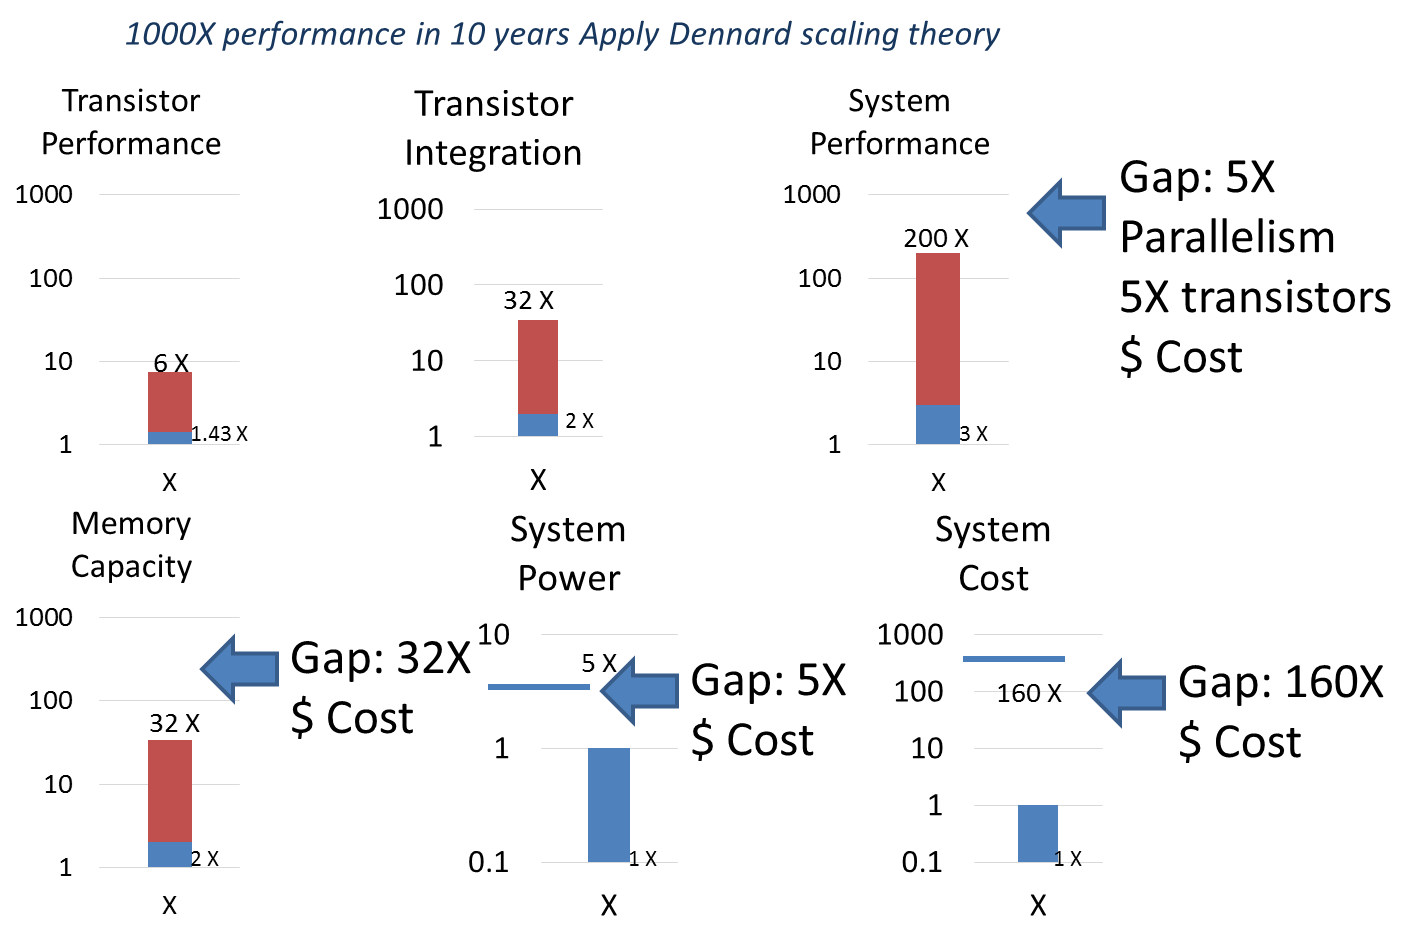 1000X performance in 10 years Apply Dennard scaling theory
Transistor
Performance
1000
100
10
1
6 X
1.43 X
X
Transistor
Integration
1000
100
10
1
32 X
2 X
X
System
Performance
1000
100
10
1
200 X
3 X
X
Gap: 5X
Parallelism
5X transistors
$ Cost
Memory
Capacity
1000
100
10
1
32 X
2 X
X
Gap: 32X
$ Cost
System
Power
10
1
0.1
5 X
1 X
X
Gap: 5X
$ Cost
System
Cost
1000
100
10
1
0.1
160 X
1 X
X
Gap: 160X
$ Cost